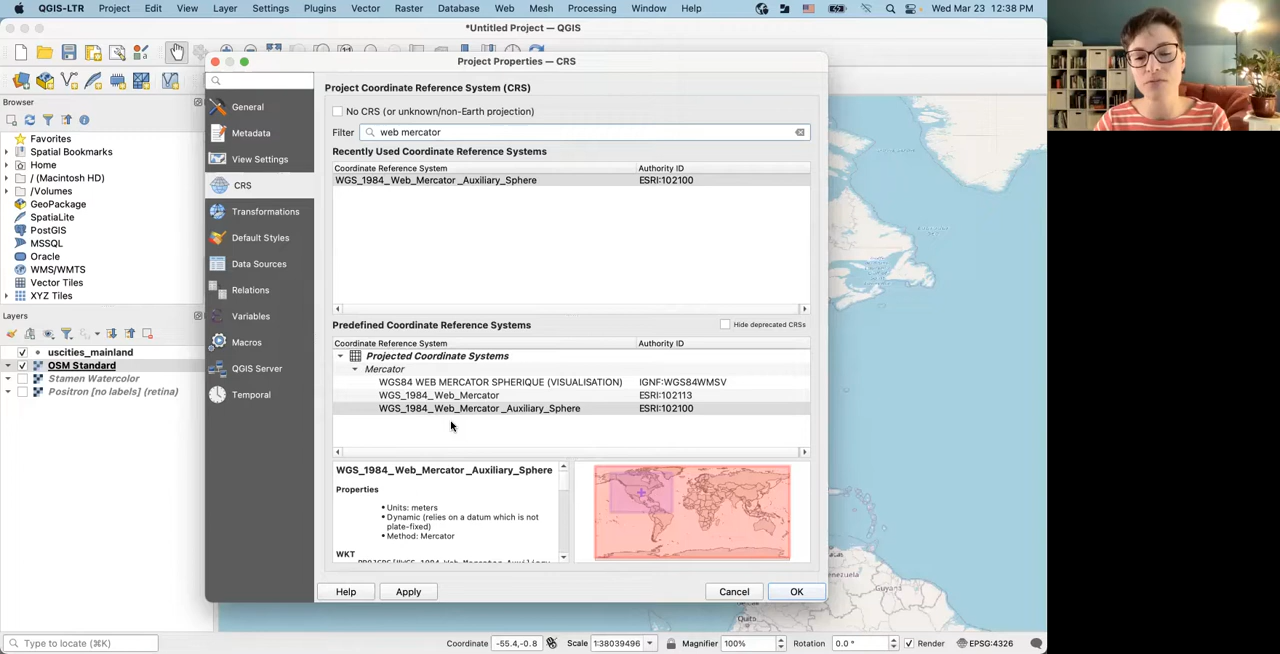 QGIS-LTR Project Edit View Layer Settings Plugins Vector Raster Database Web Mesh Processing Window Help Wed Mar 23 12:38 PM
*Untitled Project — QGIS
Project Properties — CRS
Browser
Favorites
Spatial Bookmarks
Home
/ (Macintosh HD)
/Volumes
GeoPackage
SpatiaLite
PostGIS
MSSQL
Oracle
WMS/WMTS
Vector Tiles
XYZ Tiles
Layers
uscities_mainland
OSM Standard
Stamen Watercolor
Positron [no labels] (retina)
General
Metadata
View Settings
CRS
Transformations
Default Styles
Data Sources
Relations
Variables
Macros
QGIS Server
Temporal
Project Coordinate Reference System (CRS)
No CRS (or unknown/non-Earth projection)
Filter web mercator
Recently Used Coordinate Reference Systems
Coordinate Reference System Authority ID
WGS_1984_Web_Mercator_Auxiliary_Sphere ESRI:102100
Predefined Coordinate Reference Systems Hide deprecated CRSs
Coordinate Reference System Authority ID
Projected Coordinate Systems
Mercator
WGS84 WEB MERCATOR SPHERIQUE (VISUALISATION) IGNF:WGS84WMSV
WGS_1984_Web_Mercator ESRI:102113
WGS_1984_Web_Mercator_Auxiliary_Sphere ESRI:102100
WGS_1984_Web_Mercator_Auxiliary_Sphere
Properties
• Units: meters
• Dynamic (relies on a datum which is not
plate-fixed)
• Method: Mercator
WKT
Help Apply Cancel OK
Guyana
Quito
Type to locate (⌘K) Coordinate -55.4,-0.8 Scale 1:38039496 Magnifier 100% Rotation 0.0 ° Render EPSG:4326